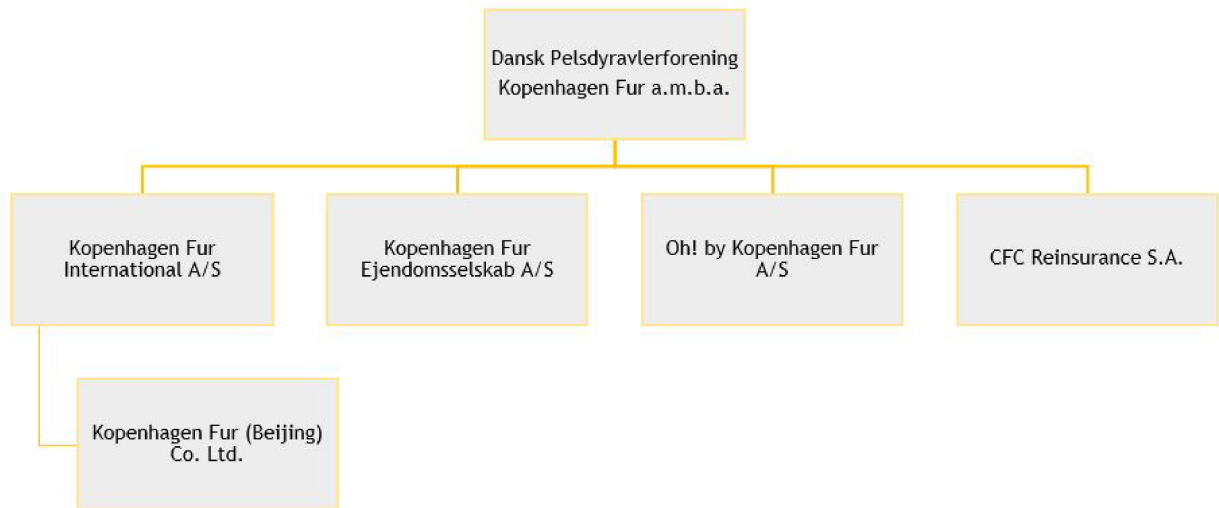 Dansk Pelsdyravlerforening
Kopenhagen Fur a.m.b.a.
Kopenhagen Fur
International A/S
Kopenhagen Fur
Ejendomsselskab A/S
Oh! by Kopenhagen Fur
A/S
CFC Reinsurance S.A.
Kopenhagen Fur (Beijing)
Co. Ltd.